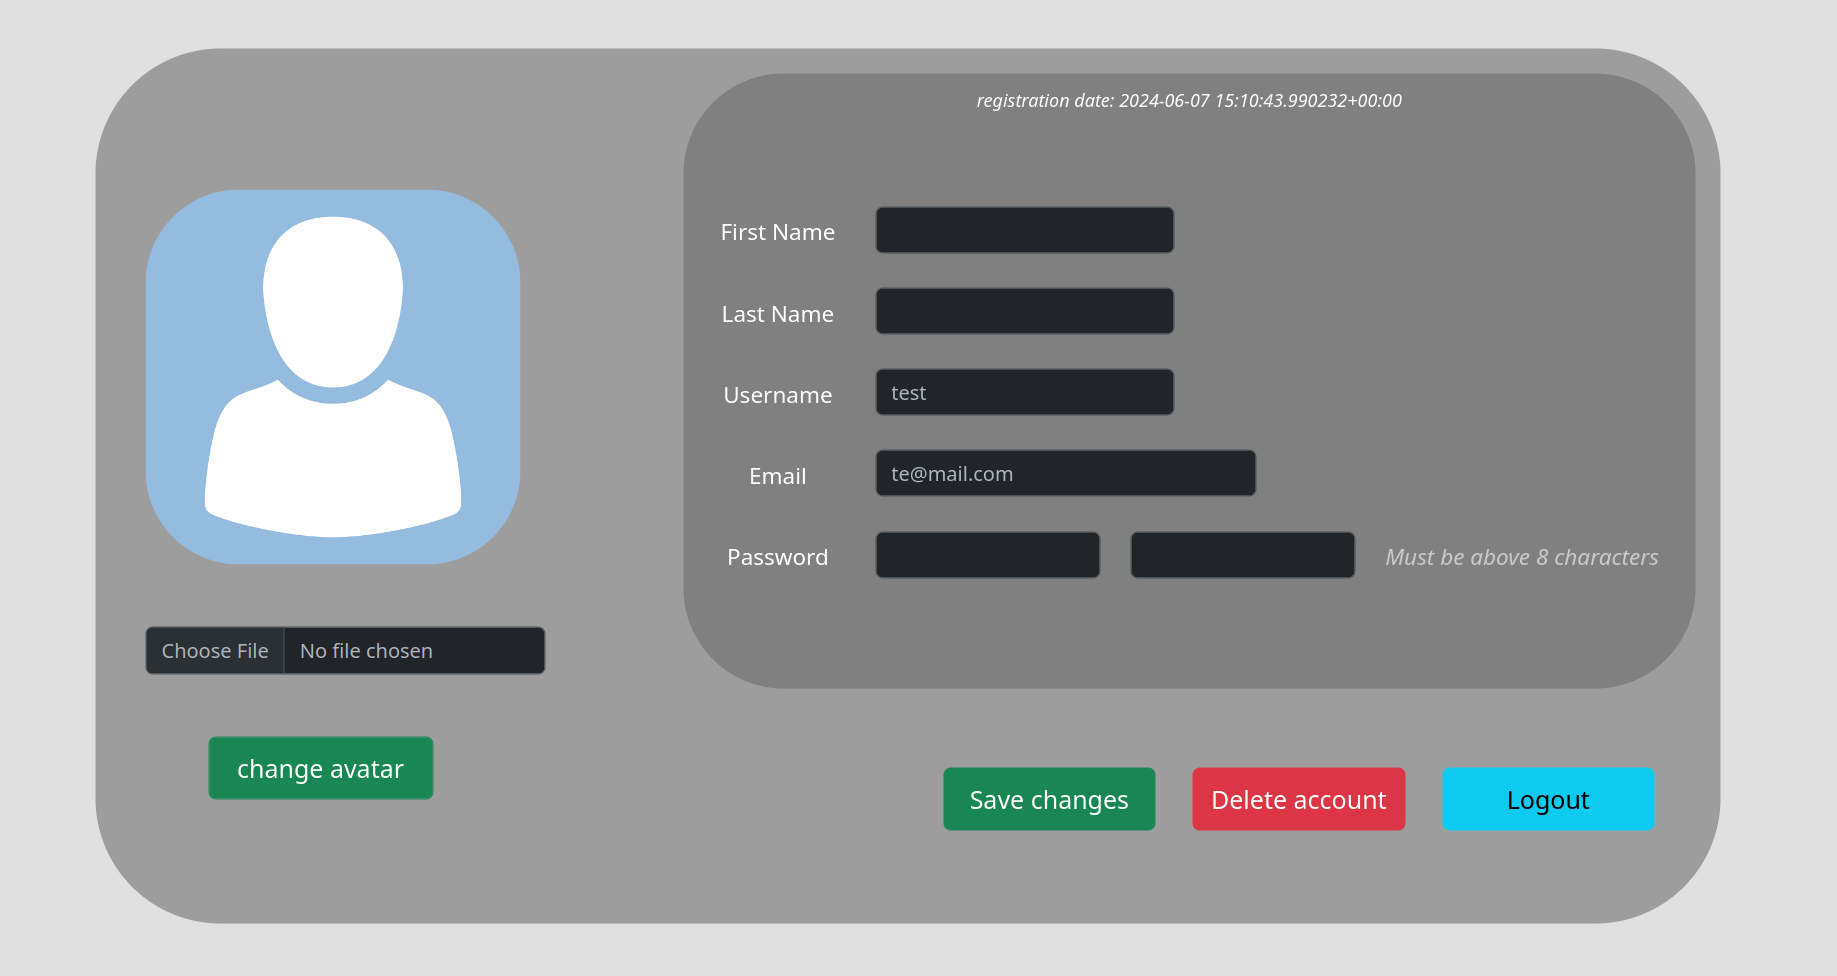 registration date: 2024-06-07 15:10:43.990232+00:00
First Name
Last Name
Username test
Email te@mail.com
Password Must be above 8 characters
Choose File No file chosen
change avatar
Save changes Delete account Logout